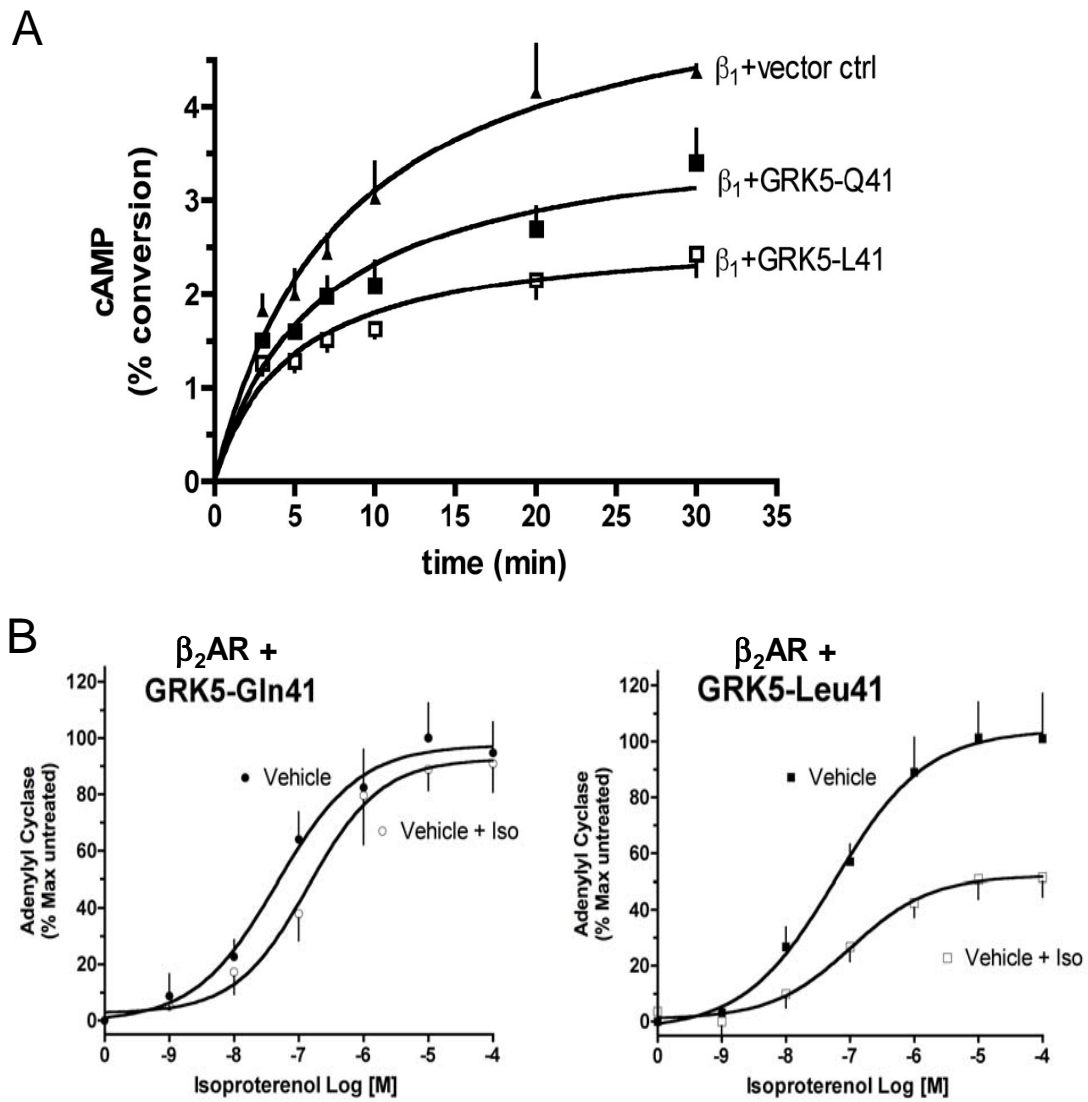 A
β₁+vector ctrl
β₁+GRK5-Q41
β₁+GRK5-L41
cAMP
(% conversion)
4
3
2
1
0
0 5 10 15 20 25 30 35
time (min)
B
β₂AR +
GRK5-Gln41
Vehicle
Vehicle + Iso
Adenylyl Cyclase
(% Max untreated)
120
100
80
60
40
20
0
0 -9 -8 -7 -6 -5 -4
Isoproterenol Log [M]
β₂AR +
GRK5-Leu41
Vehicle
Vehicle + Iso
Adenylyl Cyclase
(% Max untreated)
120
100
80
60
40
20
0
0 -9 -8 -7 -6 -5 -4
Isoproterenol Log [M]